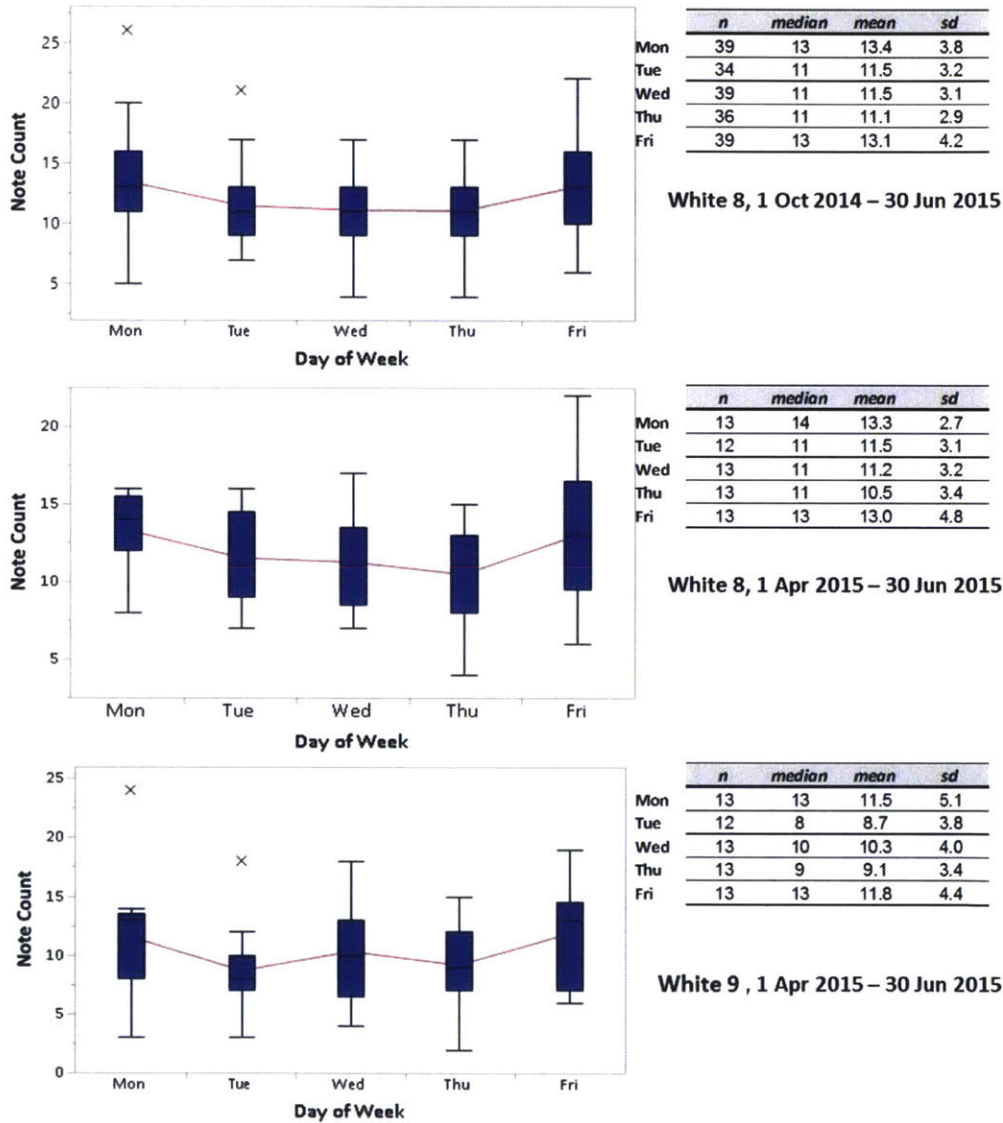 25
20
15
10
5
Note Count
Mon Tue Wed Thu Fri
Day of Week
n median mean sd
Mon 39 13 13.4 3.8
Tue 34 11 11.5 3.2
Wed 39 11 11.5 3.1
Thu 36 11 11.1 2.9
Fri 39 13 13.1 4.2
White 8, 1 Oct 2014 – 30 Jun 2015
20
15
10
5
Note Count
Mon Tue Wed Thu Fri
Day of Week
n median mean sd
Mon 13 14 13.3 2.7
Tue 12 11 11.5 3.1
Wed 13 11 11.2 3.2
Thu 13 11 10.5 3.4
Fri 13 13 13.0 4.8
White 8, 1 Apr 2015 – 30 Jun 2015
25
20
15
10
5
0
Note Count
Mon Tue Wed Thu Fri
Day of Week
n median mean sd
Mon 13 13 11.5 5.1
Tue 12 8 8.7 3.8
Wed 13 10 10.3 4.0
Thu 13 9 9.1 3.4
Fri 13 13 11.8 4.4
White 9 , 1 Apr 2015 – 30 Jun 2015